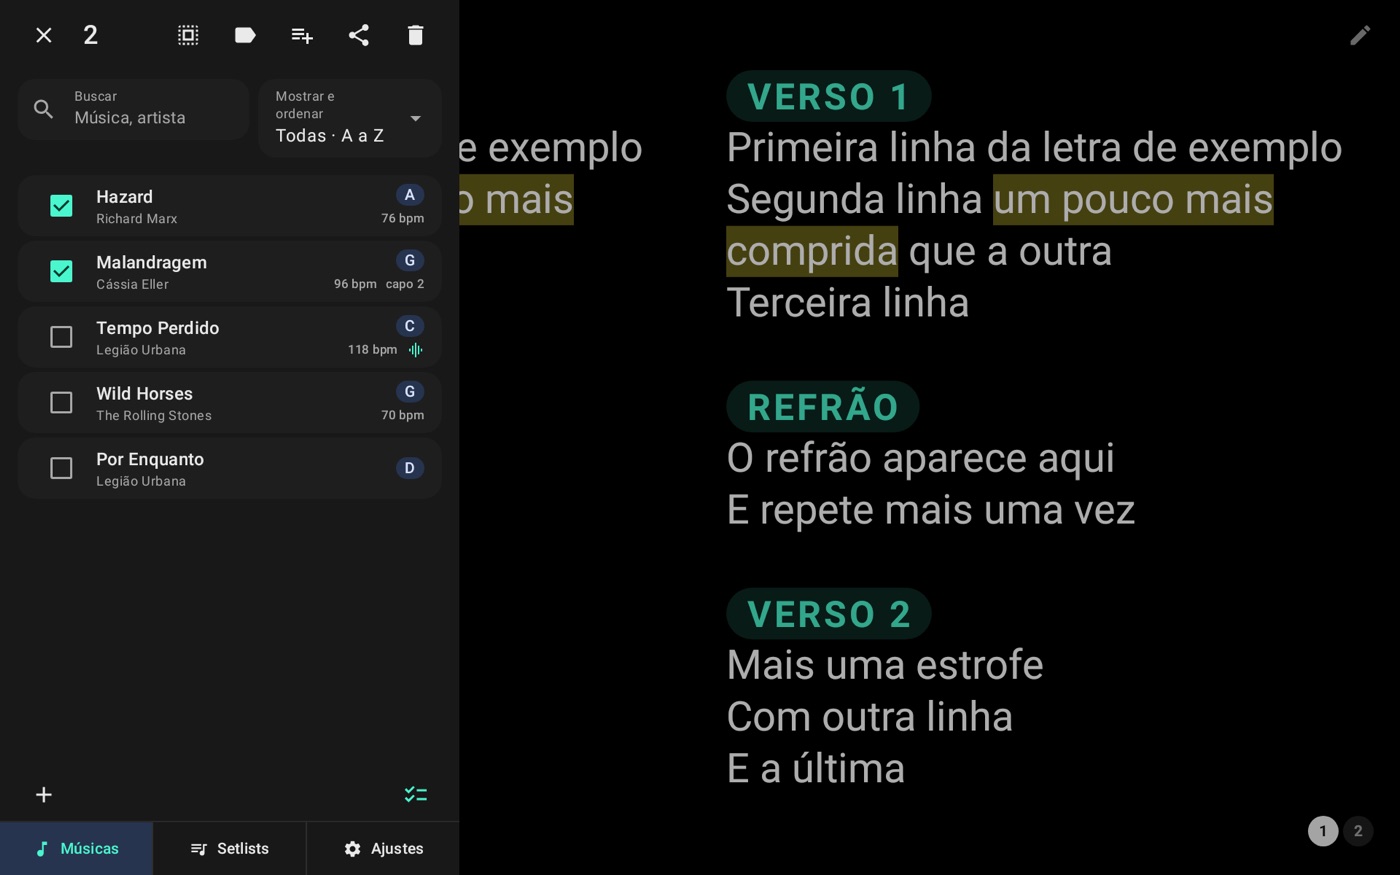 2
Buscar
Música, artista
Mostrar e
ordenar
Todas · A a Z
Hazard
A
Richard Marx
76 bpm
Malandragem
G
Cássia Eller
96 bpm capo 2
Tempo Perdido
C
Legião Urbana
118 bpm
Wild Horses
G
The Rolling Stones
70 bpm
Por Enquanto
D
Legião Urbana
Músicas
Setlists
Ajustes
e exemplo
o mais
VERSO 1
Primeira linha da letra de exemplo
Segunda linha um pouco mais
comprida que a outra
Terceira linha
REFRÃO
O refrão aparece aqui
E repete mais uma vez
VERSO 2
Mais uma estrofe
Com outra linha
E a última
1 2